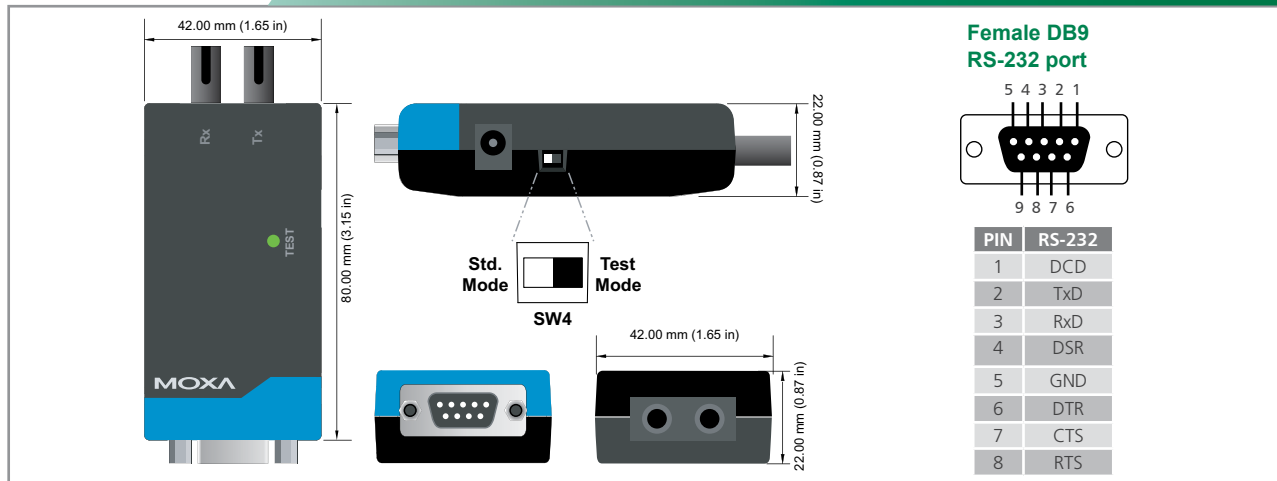 42.00 mm (1.65 in)
Rx
Tx
TEST
80.00 mm (3.15 in)
MOXA
22.00 mm (0.87 in)
Std.
Mode
Test
Mode
SW4
42.00 mm (1.65 in)
22.00 mm (0.87 in)
Female DB9
RS-232 port
5 4 3 2 1
9 8 7 6
PIN RS-232
1 DCD
2 TxD
3 RxD
4 DSR
5 GND
6 DTR
7 CTS
8 RTS